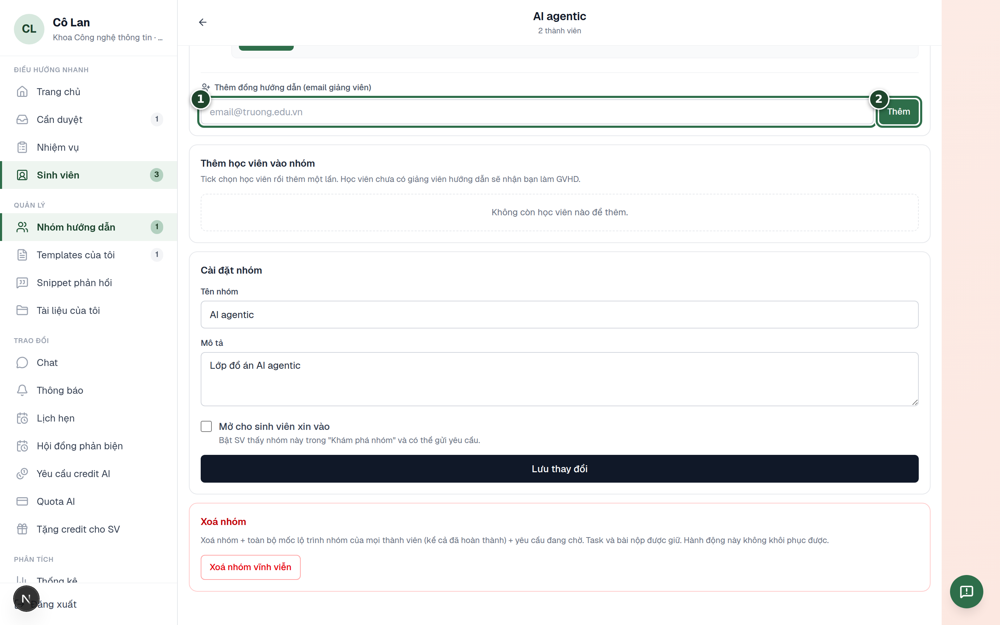 CL
Cô Lan
Khoa Công nghệ thông tin · ...
ĐIỀU HƯỚNG NHANH
Trang chủ
Cần duyệt 1
Nhiệm vụ
Sinh viên 3
QUẢN LÝ
Nhóm hướng dẫn 1
Templates của tôi 1
Snippet phản hồi
Tài liệu của tôi
TRAO ĐỔI
Chat
Thông báo
Lịch hẹn
Hội đồng phản biện
Yêu cầu credit AI
Quota AI
Tặng credit cho SV
PHÂN TÍCH
Thống kê
N
Đăng xuất
AI agentic
2 thành viên
Thêm đồng hướng dẫn (email giảng viên)
1
email@truong.edu.vn
2
Thêm
Thêm học viên vào nhóm
Tick chọn học viên rồi thêm một lần. Học viên chưa có giảng viên hướng dẫn sẽ nhận bạn làm GVHD.
Không còn học viên nào để thêm.
Cài đặt nhóm
Tên nhóm
AI agentic
Mô tả
Lớp đồ án AI agentic
Mở cho sinh viên xin vào
Bật SV thấy nhóm này trong "Khám phá nhóm" và có thể gửi yêu cầu.
Lưu thay đổi
Xoá nhóm
Xoá nhóm + toàn bộ mốc lộ trình nhóm của mọi thành viên (kể cả đã hoàn thành) + yêu cầu đang chờ. Task và bài nộp được giữ. Hành động này không khôi phục được.
Xoá nhóm vĩnh viễn